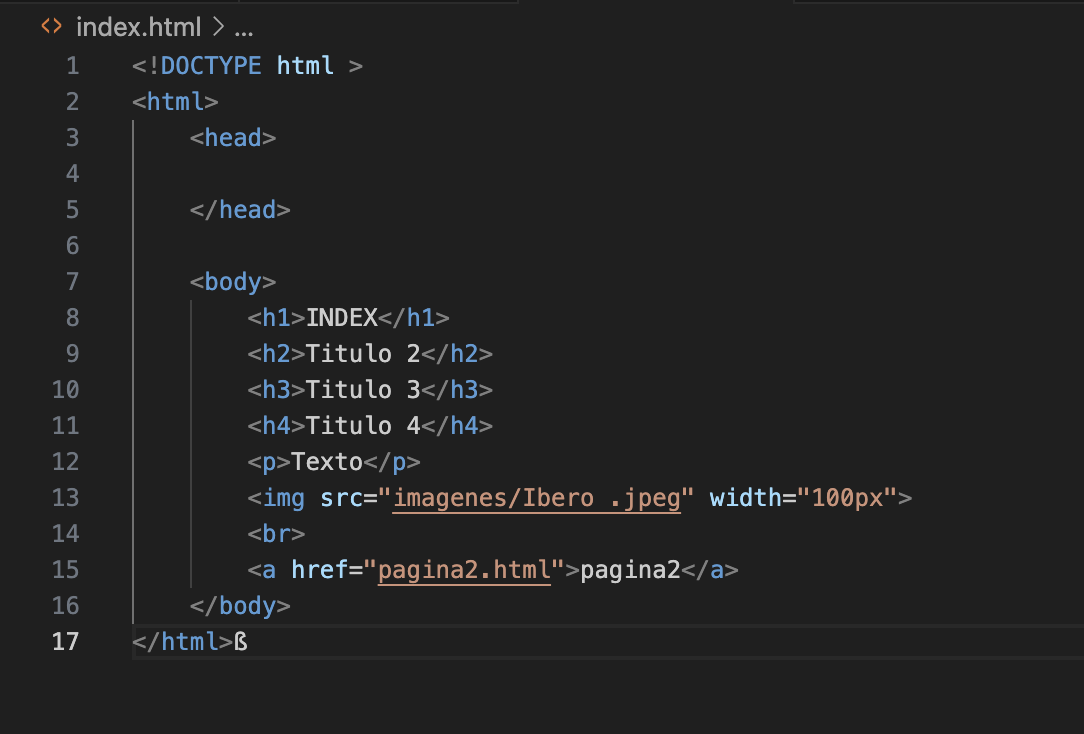 <> index.html > ...
1 <!DOCTYPE html >
2 <html>
3     <head>
4
5     </head>
6
7     <body>
8         <h1>INDEX</h1>
9         <h2>Titulo 2</h2>
10         <h3>Titulo 3</h3>
11         <h4>Titulo 4</h4>
12         <p>Texto</p>
13         <img src="imagenes/Ibero .jpeg" width="100px">
14         <br>
15         <a href="pagina2.html">pagina2</a>
16     </body>
17 </html>ß